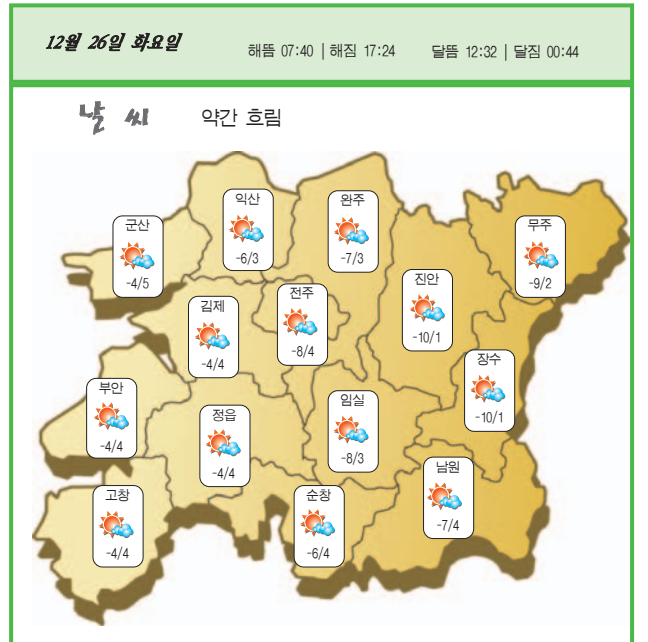 12월 26일 화요일
해뜸 07:40 | 해짐 17:24 달뜸 12:32 | 달짐 00:44
날 씨 약간 흐림
익산
-6/3
완주
-7/3
군산
-4/5
무주
-9/2
진안
-10/1
전주
-8/4
김제
-4/4
장수
-10/1
부안
-4/4
임실
-8/3
정읍
-4/4
남원
-7/4
고창
-4/4
순창
-6/4